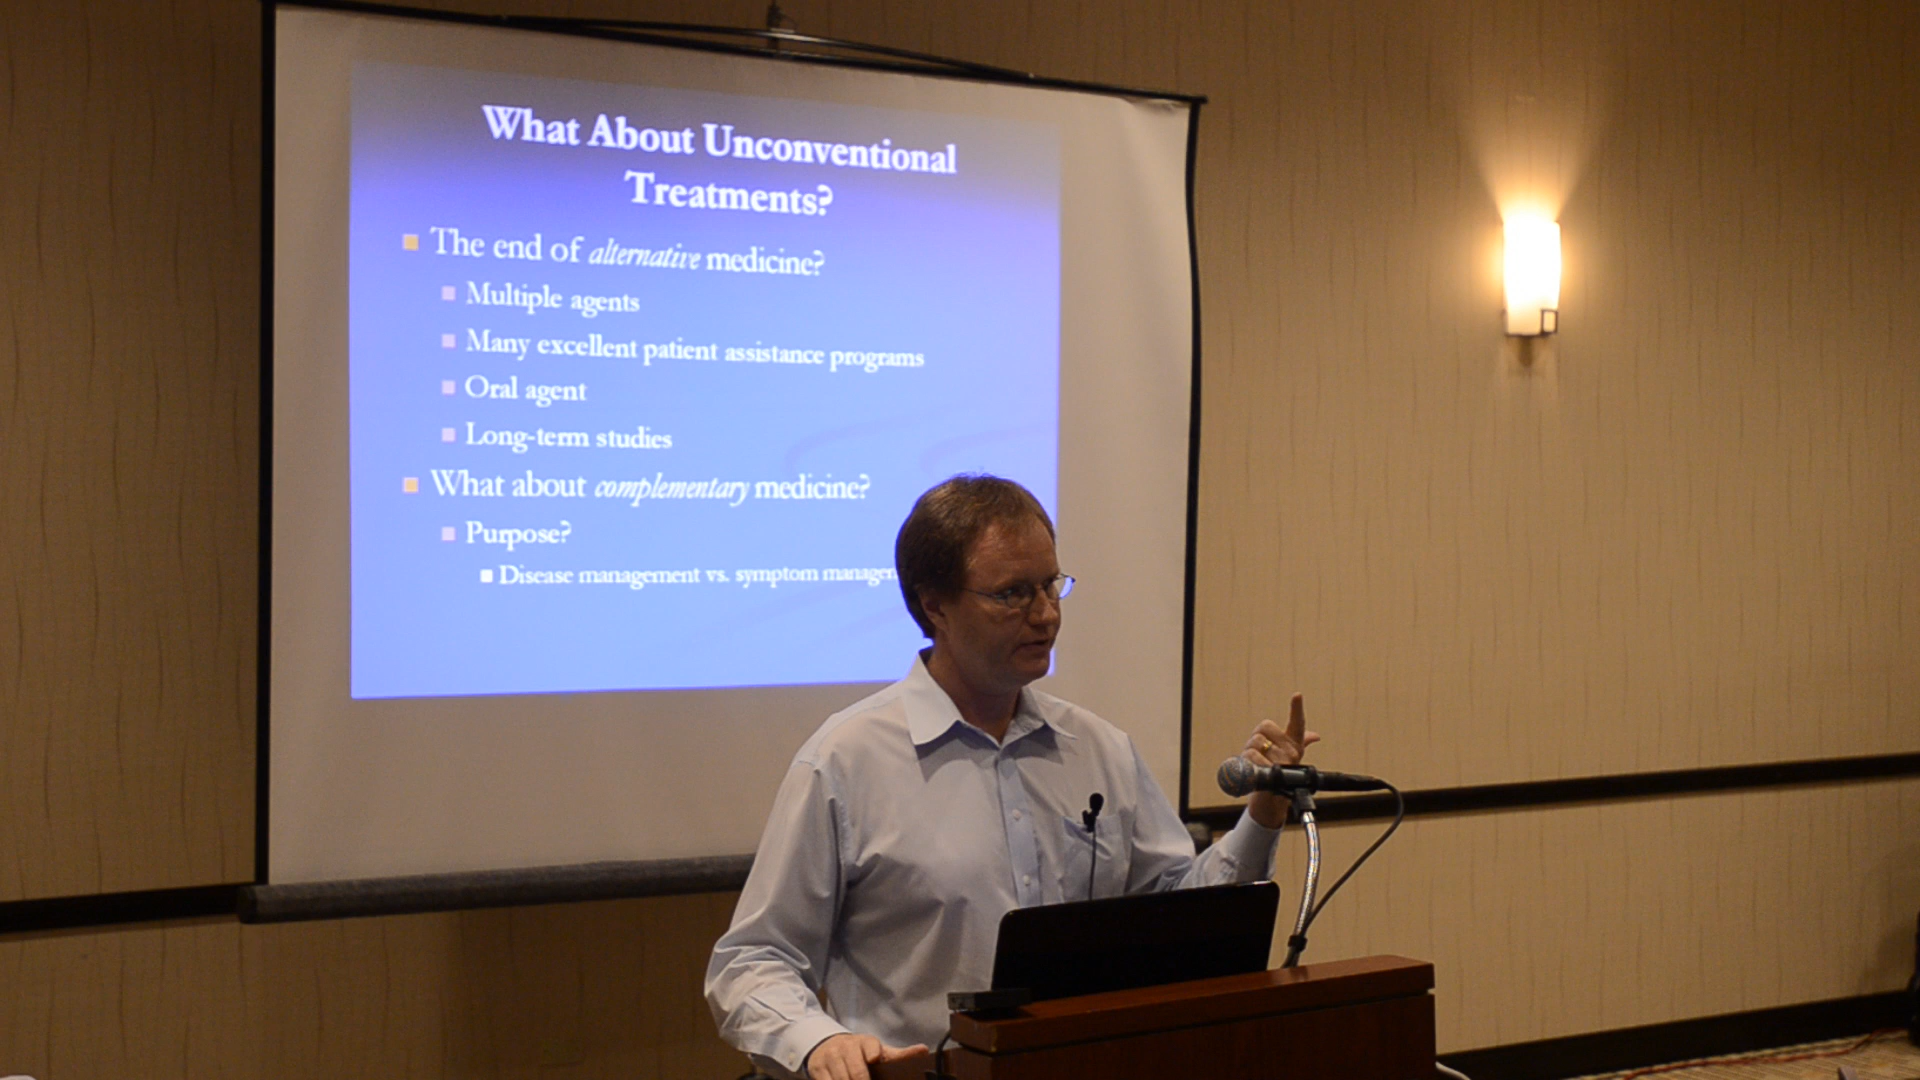 What About Unconventional
Treatments?
The end of alternative medicine?
Multiple agents
Many excellent patient assistance programs
Oral agent
Long-term studies
What about complementary medicine?
Purpose?
Disease management vs. symptom